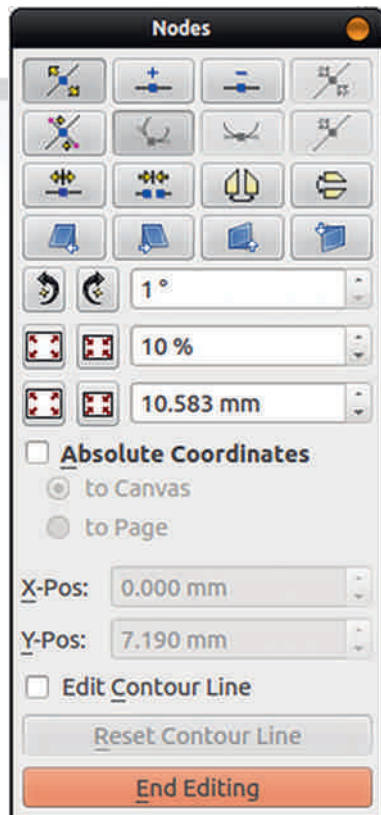 Nodes
1 °
10 %
10.583 mm
Absolute Coordinates
to Canvas
to Page
X-Pos: 0.000 mm
Y-Pos: 7.190 mm
Edit Contour Line
Reset Contour Line
End Editing